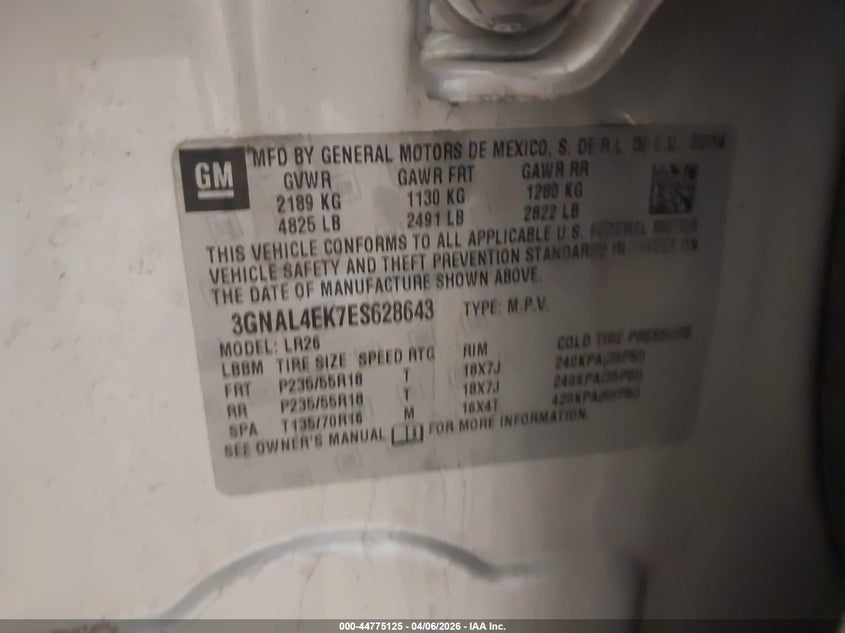 GM
MFD BY GENERAL MOTORS DE MEXICO, S. DE R.L. DE C.V.
GVWR GAWR FRT GAWR RR
2189 KG 1130 KG 1280 KG
4825 LB 2491 LB 2822 LB
THIS VEHICLE CONFORMS TO ALL APPLICABLE U.S. FEDERAL MOTOR
VEHICLE SAFETY AND THEFT PREVENTION STANDARDS IN EFFECT ON
THE DATE OF MANUFACTURE SHOWN ABOVE.
3GNAL4EK7ES628643 TYPE: M.P.V.
MODEL: LR26
LBBM TIRE SIZE SPEED RTG RIM COLD TIRE PRESSURE
FRT P235/55R18 T 18X7J 240KPA(35PSI)
RR P235/55R18 T 18X7J 240KPA(35PSI)
SPA T135/70R16 M 16X4T 420KPA(60PSI)
SEE OWNER'S MANUAL FOR MORE INFORMATION.
000-44775125 - 04/06/2026 - IAA Inc.